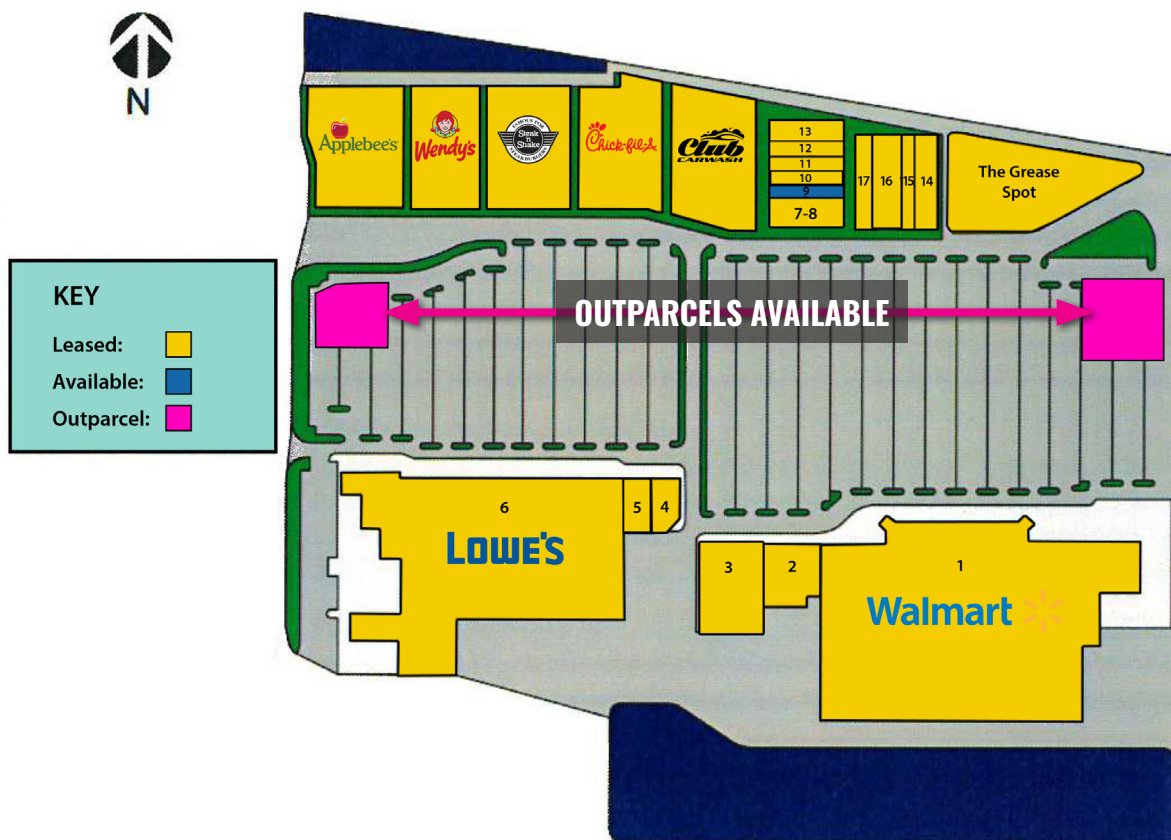 N
Applebee's
Wendy's
FAMOUS FOR
Steak
n
Shake
STEAKBURGERS
Chick-fil-A
Club
CARWASH
13
12
11
10
9
7-8
17
16
15
14
The Grease
Spot
KEY
Leased:
Available:
Outparcel:
OUTPARCELS AVAILABLE
6
5
4
LOWE'S
3
2
1
Walmart